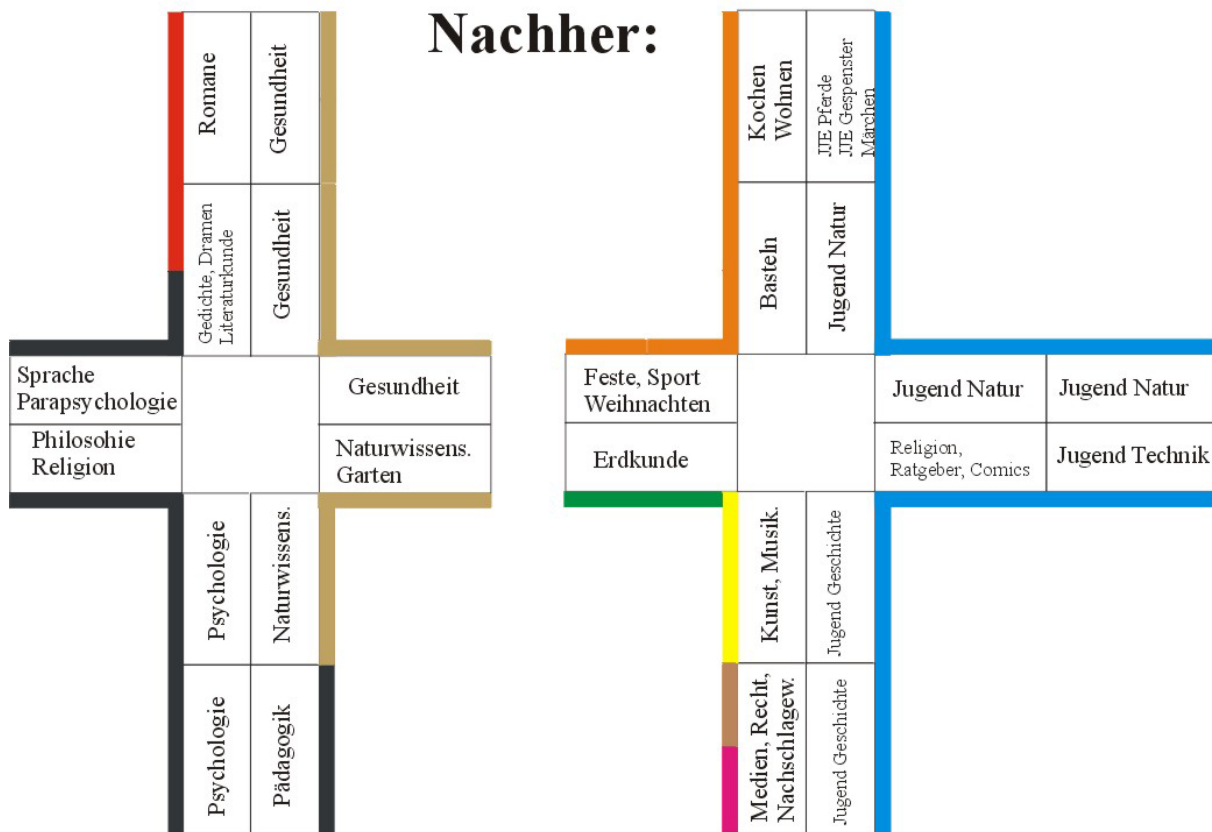 Nachher:
Romane
Gesundheit
Gedichte, Dramen
Literaturkunde
Gesundheit
Sprache
Parapsychologie
Gesundheit
Philosohie
Religion
Naturwissens.
Garten
Psychologie
Naturwissens.
Psychologie
Pädagogik
Kochen
Wohnen
JJE Pferde
JJE Gespenster
Märchen
Basteln
Jugend Natur
Feste, Sport
Weihnachten
Jugend Natur
Jugend Natur
Erdkunde
Religion,
Ratgeber, Comics
Jugend Technik
Kunst, Musik.
Jugend Geschichte
Medien, Recht,
Nachschlagew.
Jugend Geschichte